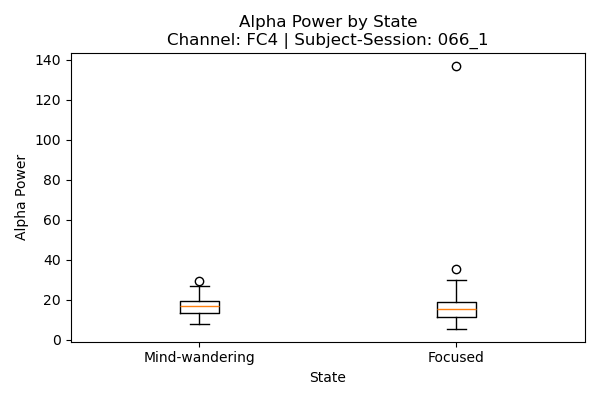 Alpha Power by State
Channel: FC4 | Subject-Session: 066_1
140
120
100
80
60
40
20
0
Alpha Power
Mind-wandering
Focused
State